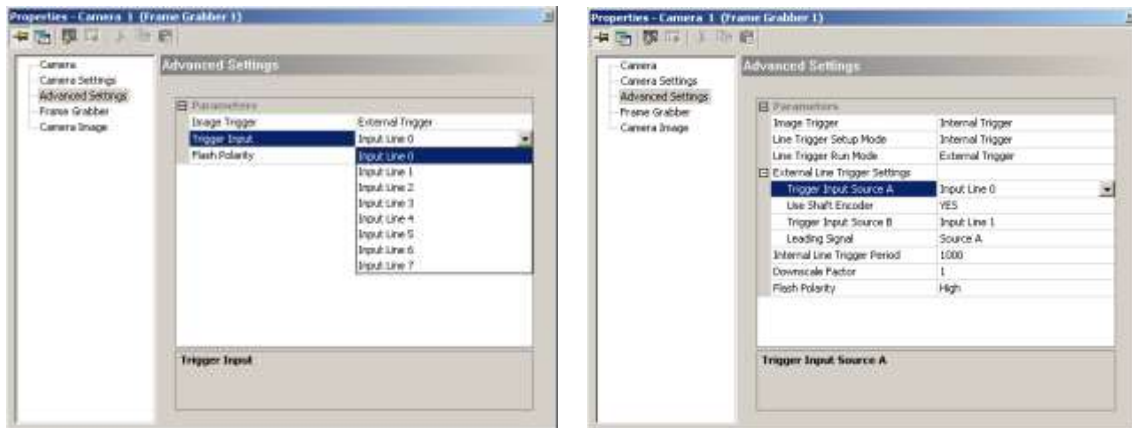 Properties - Camera 1 (Frame Grabber 1)
Camera
Camera Settings
Advanced Settings
Frame Grabber
Camera Image
Advanced Settings
Parameters
Image Trigger External Trigger
Trigger Input Input Line 0
Flash Polarity Input Line 0
Input Line 1
Input Line 2
Input Line 3
Input Line 4
Input Line 5
Input Line 6
Input Line 7
Trigger Input
Properties - Camera 1 (Frame Grabber 1)
Camera
Camera Settings
Advanced Settings
Frame Grabber
Camera Image
Advanced Settings
Parameters
Image Trigger Internal Trigger
Line Trigger Setup Mode Internal Trigger
Line Trigger Run Mode External Trigger
External Line Trigger Settings
Trigger Input Source A Input Line 0
Use Shaft Encoder YES
Trigger Input Source B Input Line 1
Leading Signal Source A
Internal Line Trigger Period 1000
Downscale Factor 1
Flash Polarity High
Trigger Input Source A